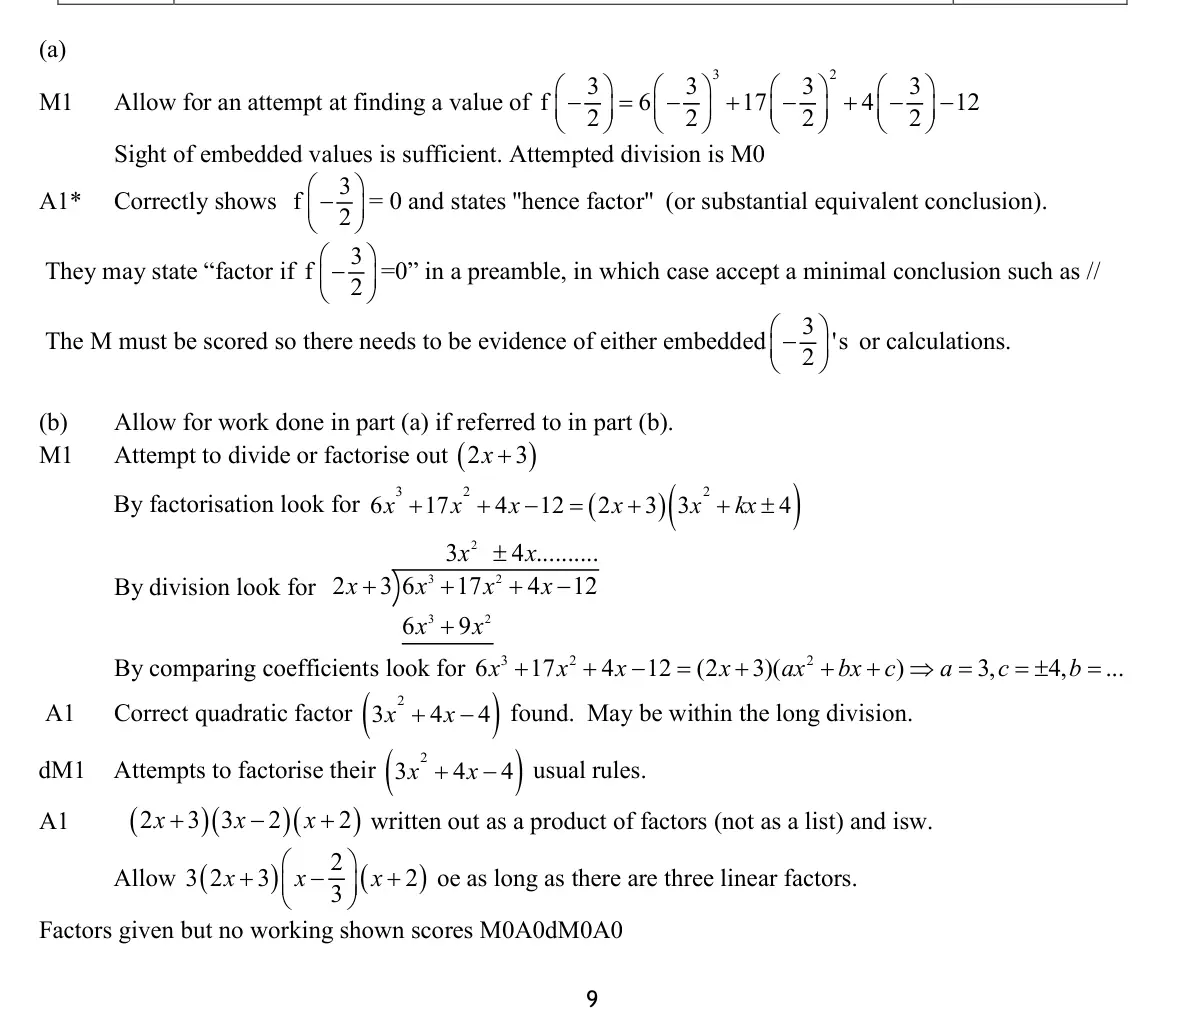 (a)
M1 Allow for an attempt at finding a value of f(−3/2) = 6(−3/2)³ + 17(−3/2)² + 4(−3/2) − 12
Sight of embedded values is sufficient. Attempted division is M0
A1* Correctly shows f(−3/2) = 0 and states "hence factor" (or substantial equivalent conclusion).
They may state “factor if f(−3/2) =0” in a preamble, in which case accept a minimal conclusion such as //
The M must be scored so there needs to be evidence of either embedded (−3/2)'s or calculations.
(b) Allow for work done in part (a) if referred to in part (b).
M1 Attempt to divide or factorise out (2x+3)
By factorisation look for 6x³ +17x² + 4x −12 = (2x+3)(3x² + kx ± 4)
3x² ± 4x..........
By division look for 2x+3)6x³ +17x² + 4x −12
6x³ + 9x²
By comparing coefficients look for 6x³ +17x² + 4x −12 = (2x+3)(ax² + bx + c) ⇒ a = 3, c = ±4, b = ...
A1 Correct quadratic factor (3x² + 4x − 4) found. May be within the long division.
dM1 Attempts to factorise their (3x² + 4x − 4) usual rules.
A1 (2x+3)(3x−2)(x+2) written out as a product of factors (not as a list) and isw.
Allow 3(2x+3)(x−2/3)(x+2) oe as long as there are three linear factors.
Factors given but no working shown scores M0A0dM0A0
9